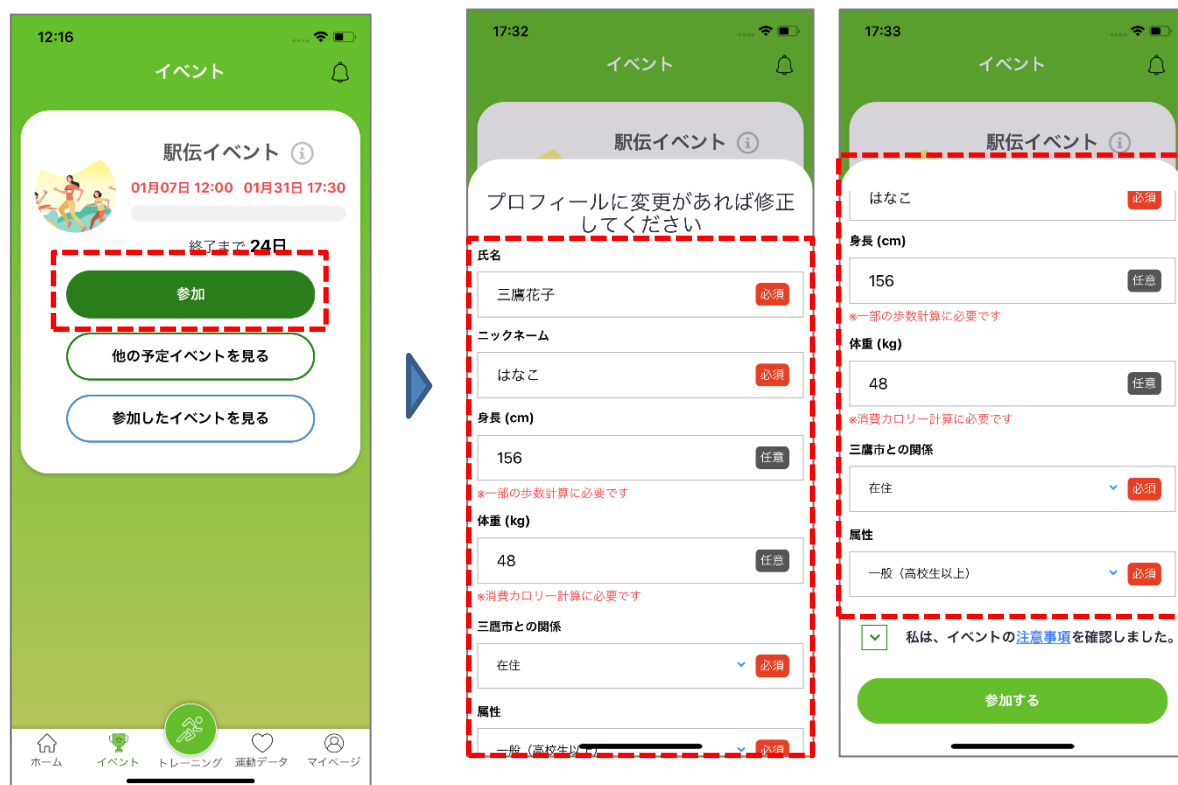 12:16
イベント
駅伝イベント
01月07日 12:00 01月31日 17:30
終了まで 24日
参加
他の予定イベントを見る
参加したイベントを見る
ホーム
イベント
トレーニング
運動データ
マイページ
17:32
イベント
駅伝イベント
プロフィールに変更があれば修正
してください
氏名
三鷹花子 必須
ニックネーム
はなこ 必須
身長 (cm)
156 任意
※一部の歩数計算に必要です
体重 (kg)
48 任意
※消費カロリー計算に必要です
三鷹市との関係
在住 必須
属性
一般（高校生以上） 必須
17:33
イベント
駅伝イベント
はなこ 必須
身長 (cm)
156 任意
※一部の歩数計算に必要です
体重 (kg)
48 任意
※消費カロリー計算に必要です
三鷹市との関係
在住 必須
属性
一般（高校生以上） 必須
私は、イベントの注意事項を確認しました。
参加する